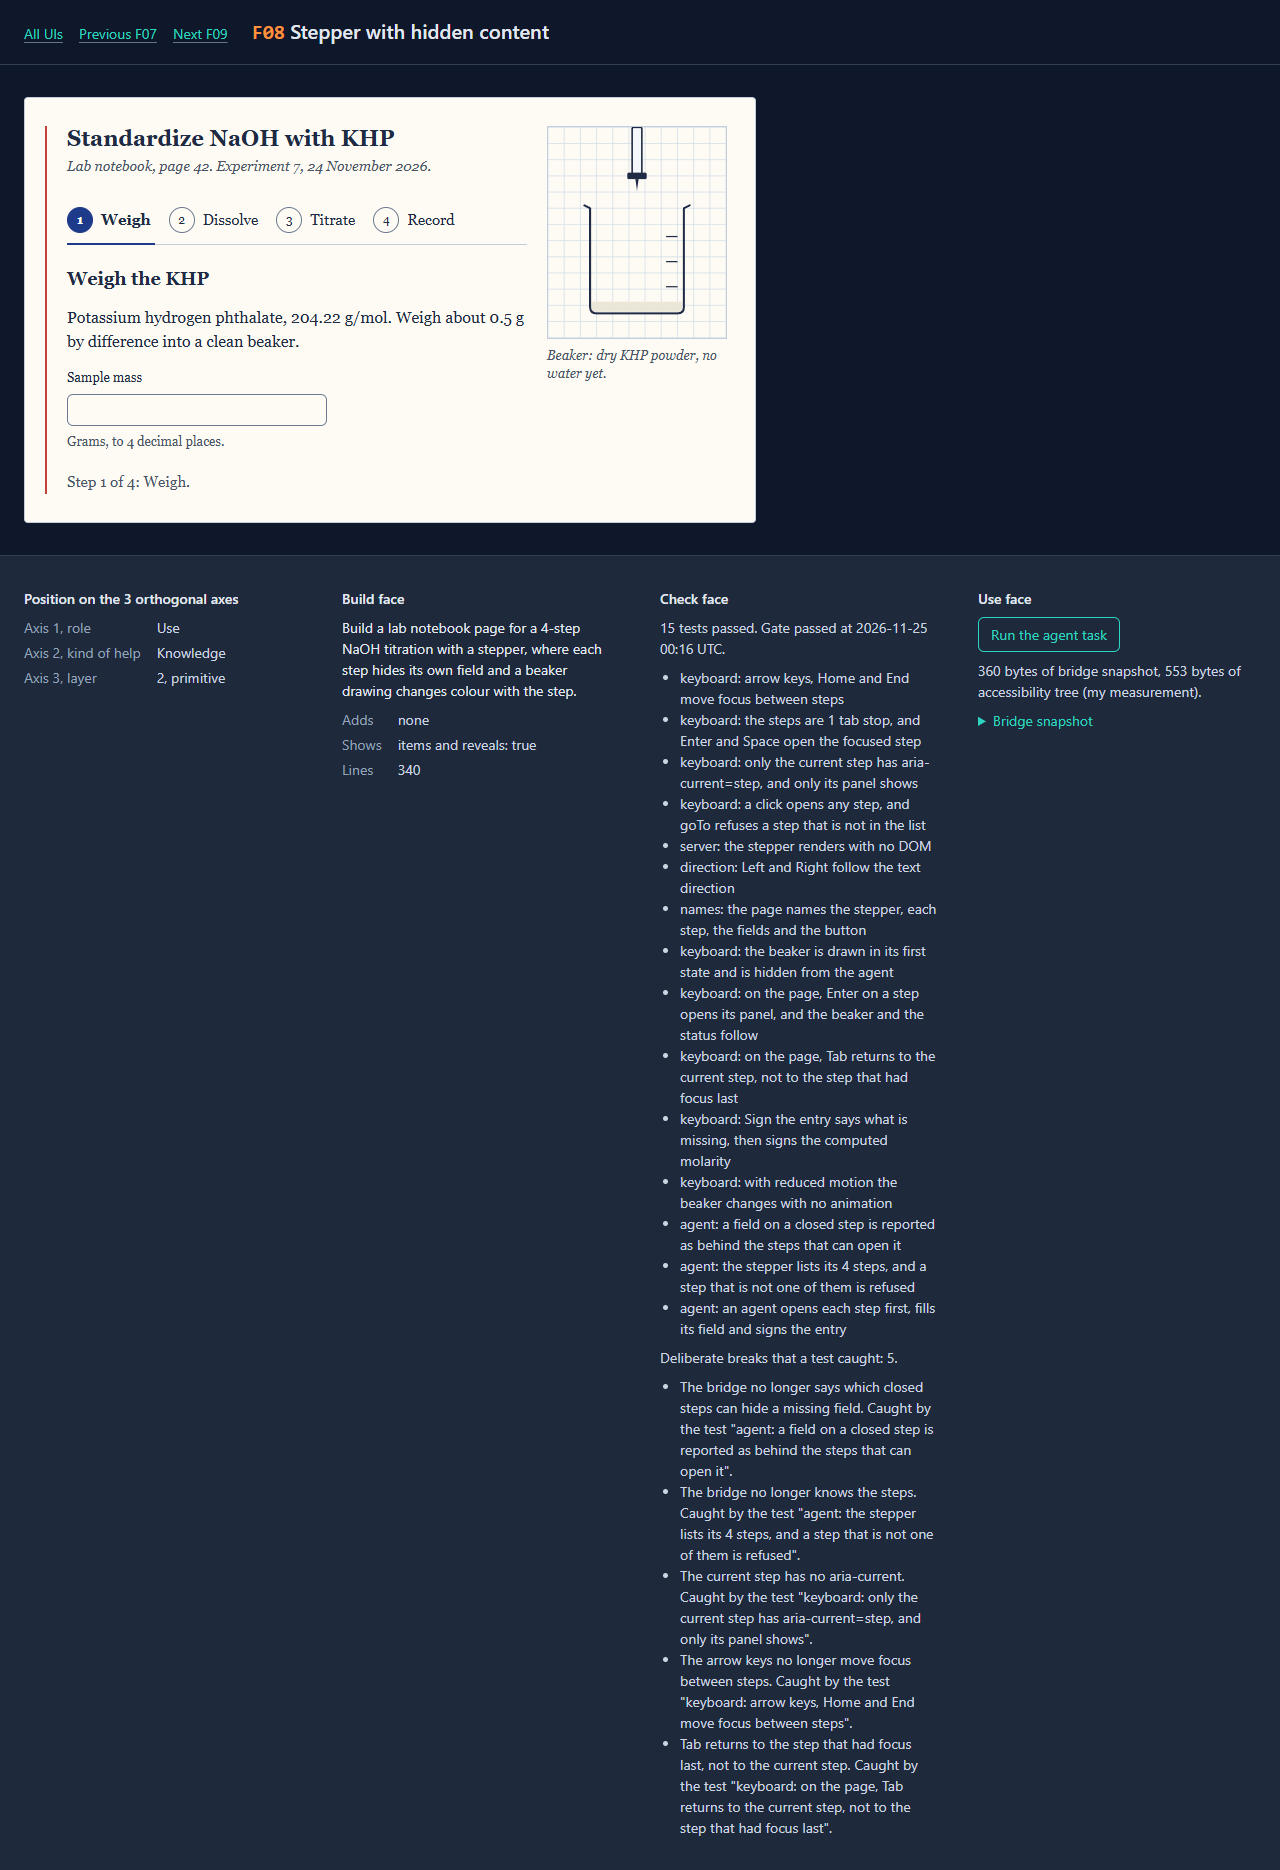 All UIs Previous F07 Next F09 F08 Stepper with hidden content
Standardize NaOH with KHP
Lab notebook, page 42. Experiment 7, 24 November 2026.
1 Weigh 2 Dissolve 3 Titrate 4 Record
Weigh the KHP
Potassium hydrogen phthalate, 204.22 g/mol. Weigh about 0.5 g
by difference into a clean beaker.
Sample mass
Grams, to 4 decimal places.
Step 1 of 4: Weigh.
Beaker: dry KHP powder, no
water yet.
Position on the 3 orthogonal axes
Axis 1, role Use
Axis 2, kind of help Knowledge
Axis 3, layer 2, primitive
Build face
Build a lab notebook page for a 4-step
NaOH titration with a stepper, where each
step hides its own field and a beaker
drawing changes colour with the step.
Adds none
Shows items and reveals: true
Lines 340
Check face
15 tests passed. Gate passed at 2026-11-25
00:16 UTC.
• keyboard: arrow keys, Home and End
move focus between steps
• keyboard: the steps are 1 tab stop, and
Enter and Space open the focused step
• keyboard: only the current step has aria-
current=step, and only its panel shows
• keyboard: a click opens any step, and
goTo refuses a step that is not in the list
• server: the stepper renders with no DOM
• direction: Left and Right follow the text
direction
• names: the page names the stepper, each
step, the fields and the button
• keyboard: the beaker is drawn in its first
state and is hidden from the agent
• keyboard: on the page, Enter on a step
opens its panel, and the beaker and the
status follow
• keyboard: on the page, Tab returns to the
current step, not to the step that had
focus last
• keyboard: Sign the entry says what is
missing, then signs the computed
molarity
• keyboard: with reduced motion the
beaker changes with no animation
• agent: a field on a closed step is reported
as behind the steps that can open it
• agent: the stepper lists its 4 steps, and a
step that is not one of them is refused
• agent: an agent opens each step first, fills
its field and signs the entry
Deliberate breaks that a test caught: 5.
• The bridge no longer says which closed
steps can hide a missing field. Caught by
the test "agent: a field on a closed step is
reported as behind the steps that can
open it".
• The bridge no longer knows the steps.
Caught by the test "agent: the stepper
lists its 4 steps, and a step that is not one
of them is refused".
• The current step has no aria-current.
Caught by the test "keyboard: only the
current step has aria-current=step, and
only its panel shows".
• The arrow keys no longer move focus
between steps. Caught by the test
"keyboard: arrow keys, Home and End
move focus between steps".
• Tab returns to the step that had focus
last, not to the current step. Caught by
the test "keyboard: on the page, Tab
returns to the current step, not to the
step that had focus last".
Use face
Run the agent task
360 bytes of bridge snapshot, 553 bytes of
accessibility tree (my measurement).
▶ Bridge snapshot